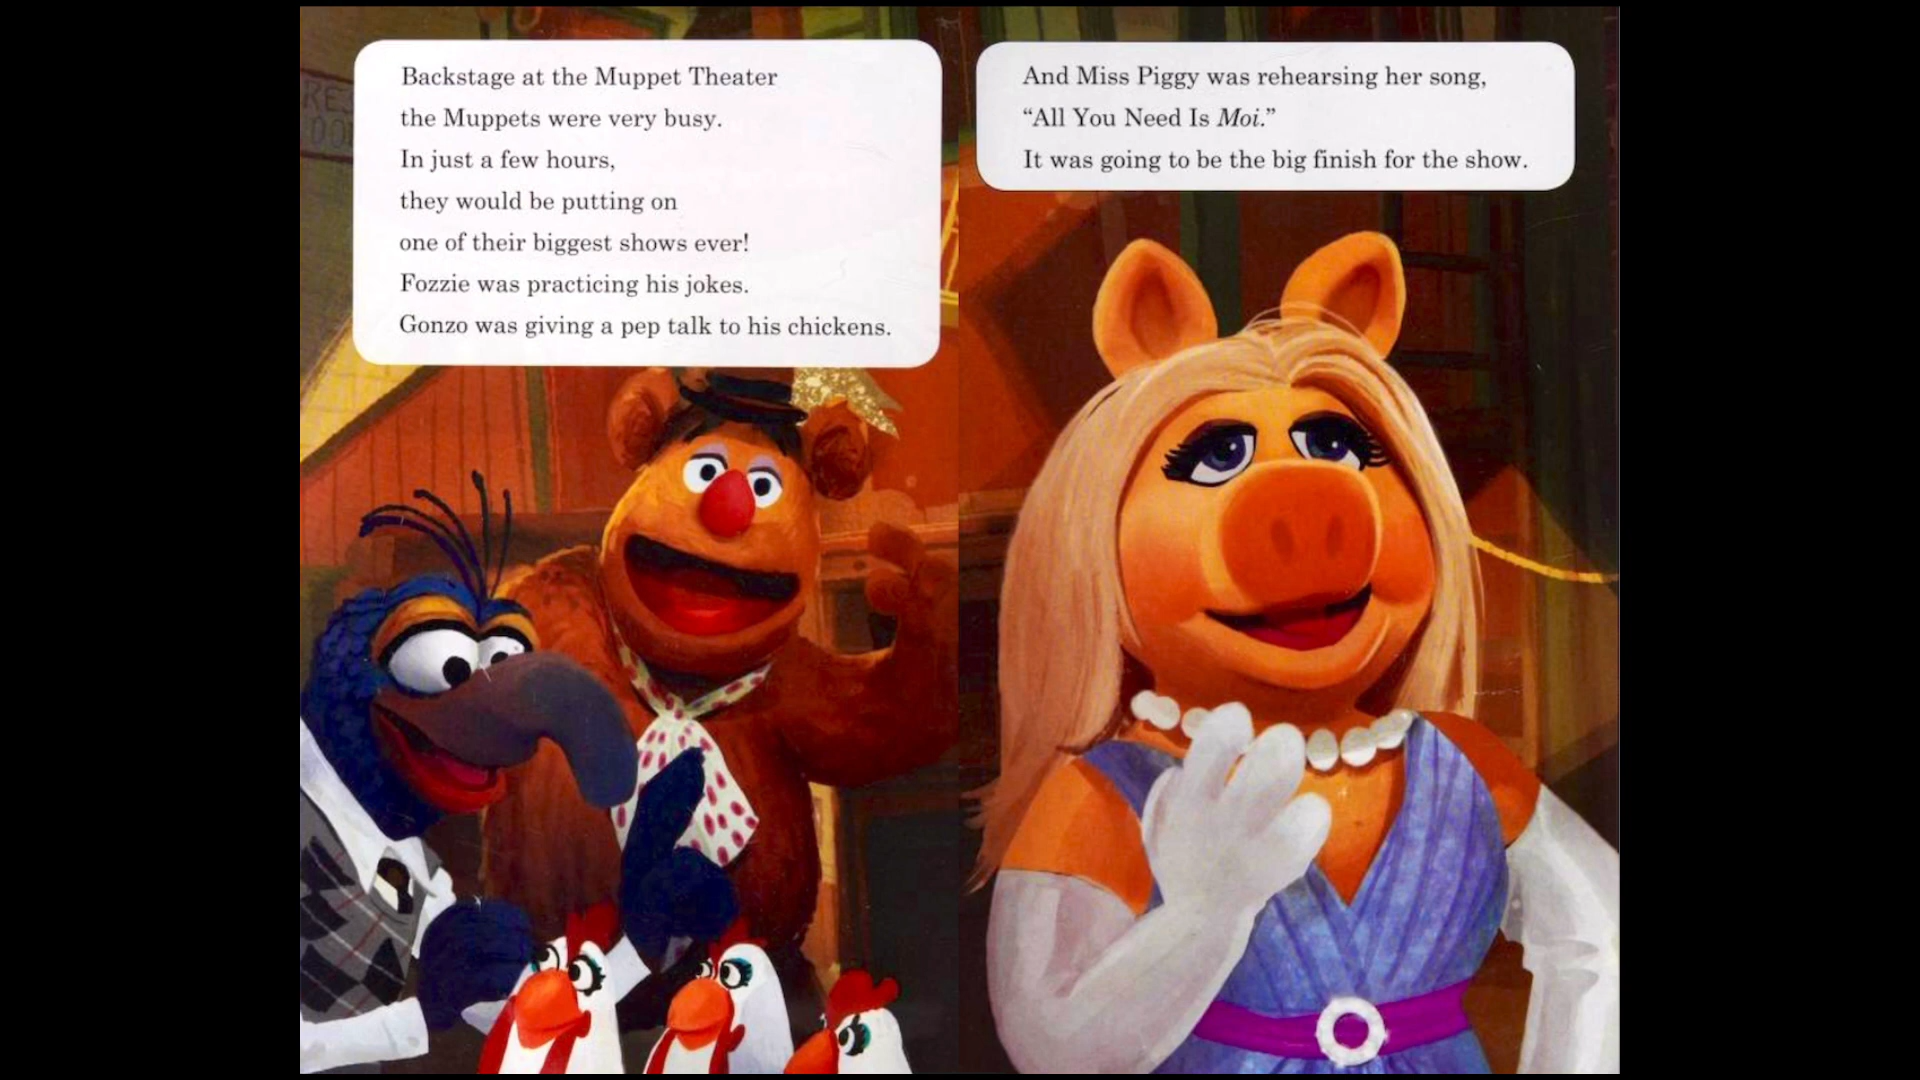 Backstage at the Muppet Theater
the Muppets were very busy.
In just a few hours,
they would be putting on
one of their biggest shows ever!
Fozzie was practicing his jokes.
Gonzo was giving a pep talk to his chickens.
And Miss Piggy was rehearsing her song,
“All You Need Is Moi.”
It was going to be the big finish for the show.